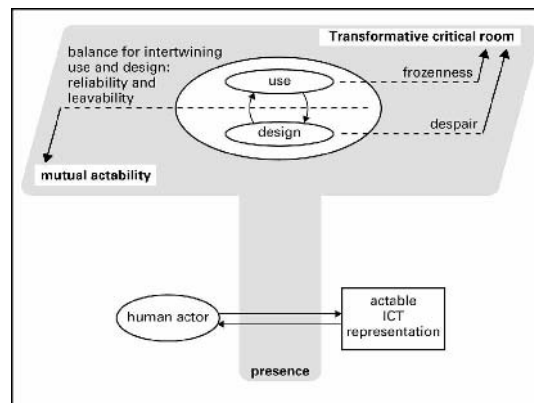 Transformative critical room
balance for intertwining
use and design:
reliability and
leavability
use
frozenness
design
despair
mutual actability
human actor
actable
ICT
representation
presence